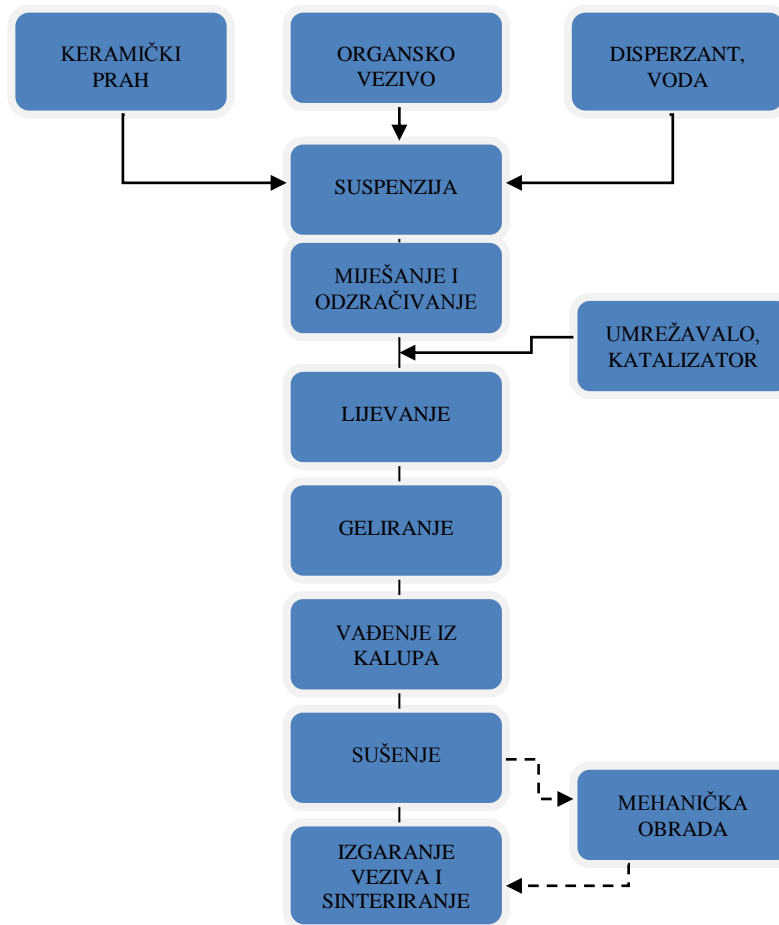 KERAMIČKI
PRAH
ORGANSKO
VEZIVO
DISPERZANT,
VODA
SUSPENZIJA
MIJEŠANJE I
ODZRAČIVANJE
UMREŽAVALO,
KATALIZATOR
LIJEVANJE
GELIRANJE
VAĐENJE IZ
KALUPA
SUŠENJE
MEHANIČKA
OBRADA
IZGARANJE
VEZIVA I
SINTERIRANJE